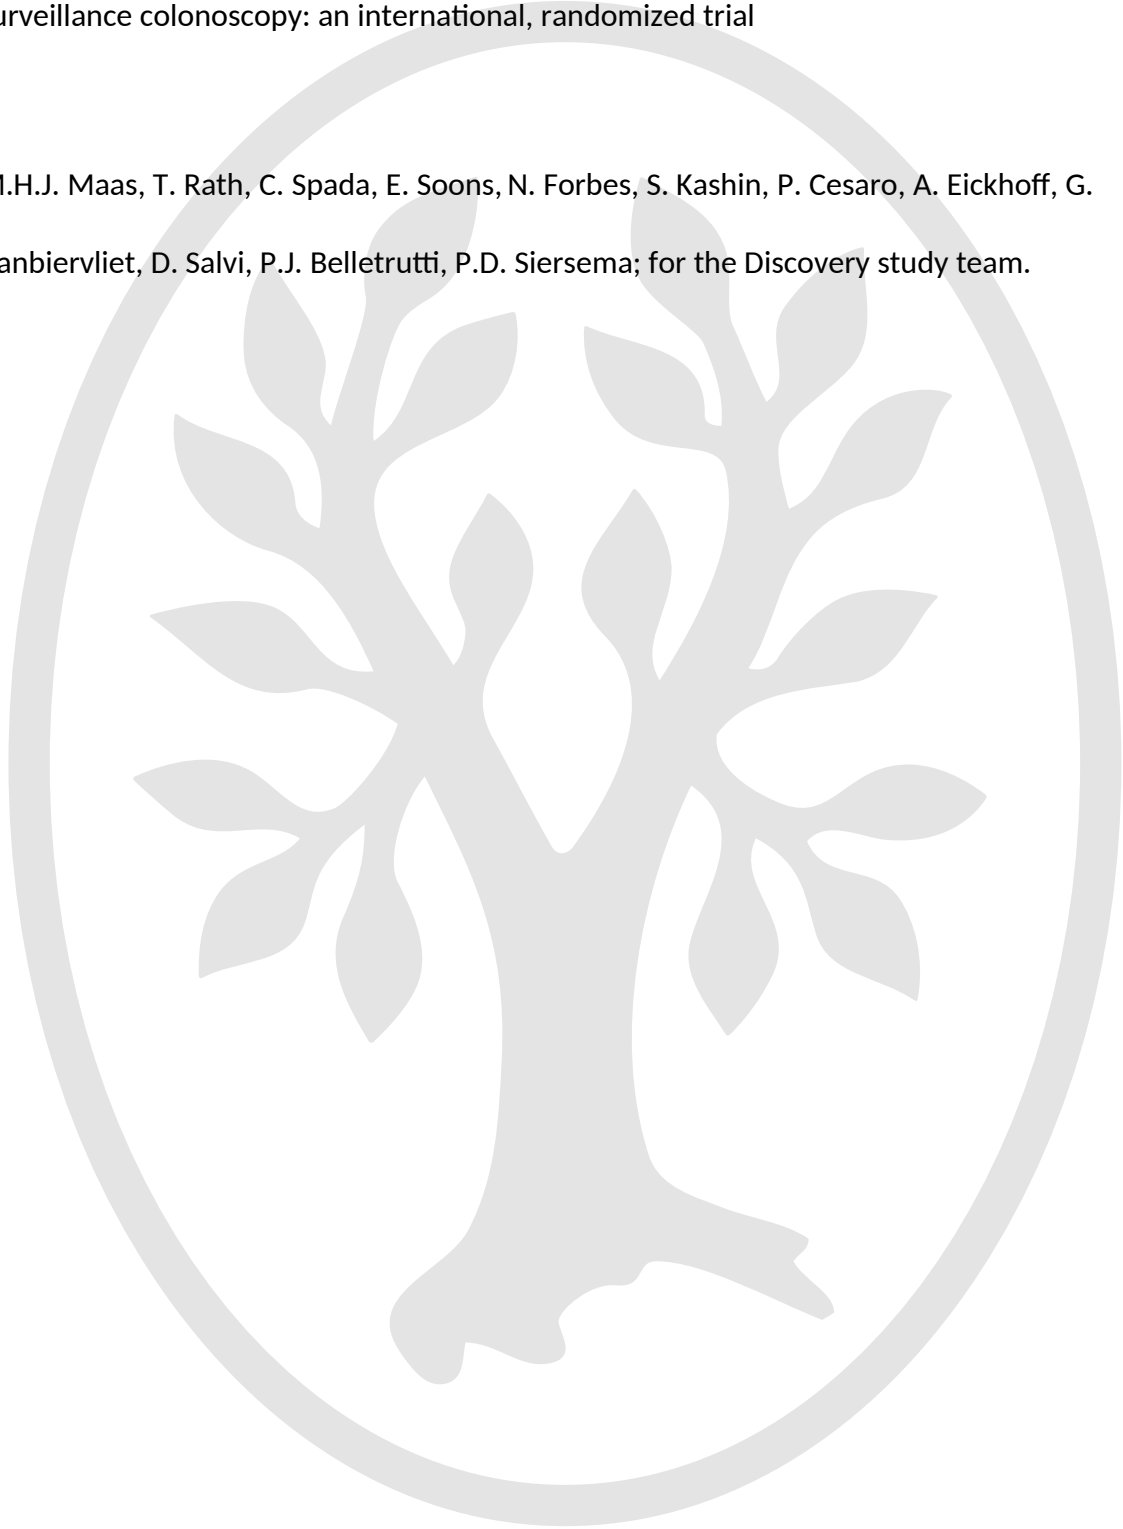 urveillance colonoscopy: an international, randomized trial
M.H.J. Maas, T. Rath, C. Spada, E. Soons, N. Forbes, S. Kashin, P. Cesaro, A. Eickhoff, G.
anbiervliet, D. Salvi, P.J. Belletrutti, P.D. Siersema; for the Discovery study team.